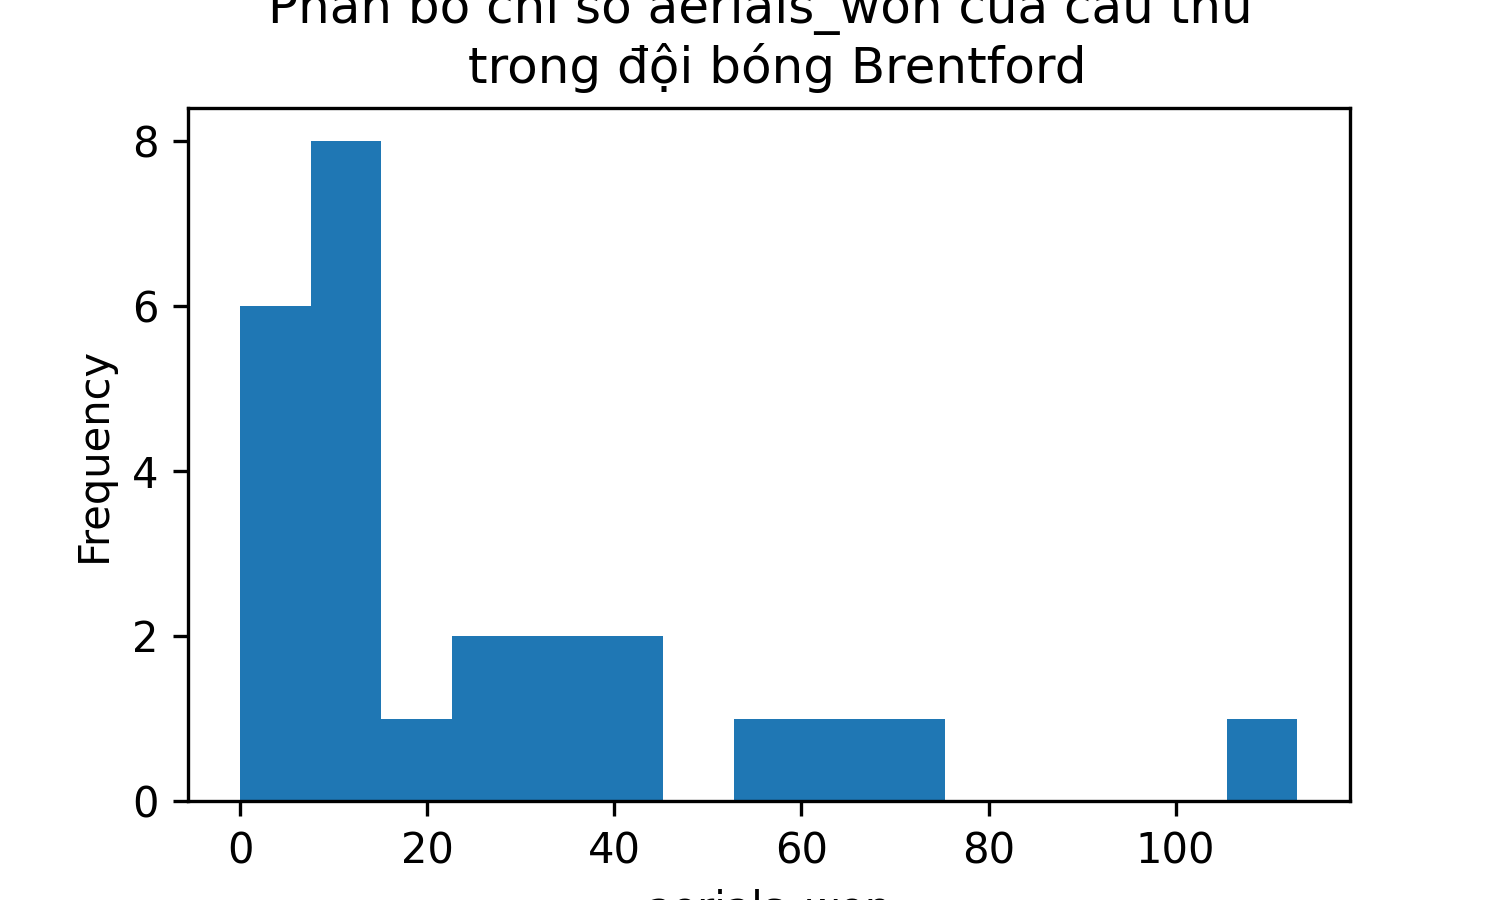 Phân bố chỉ số aerials_won của cầu thủ
trong đội bóng Brentford
8
6
4
2
0
Frequency
0 20 40 60 80 100
aerials_won